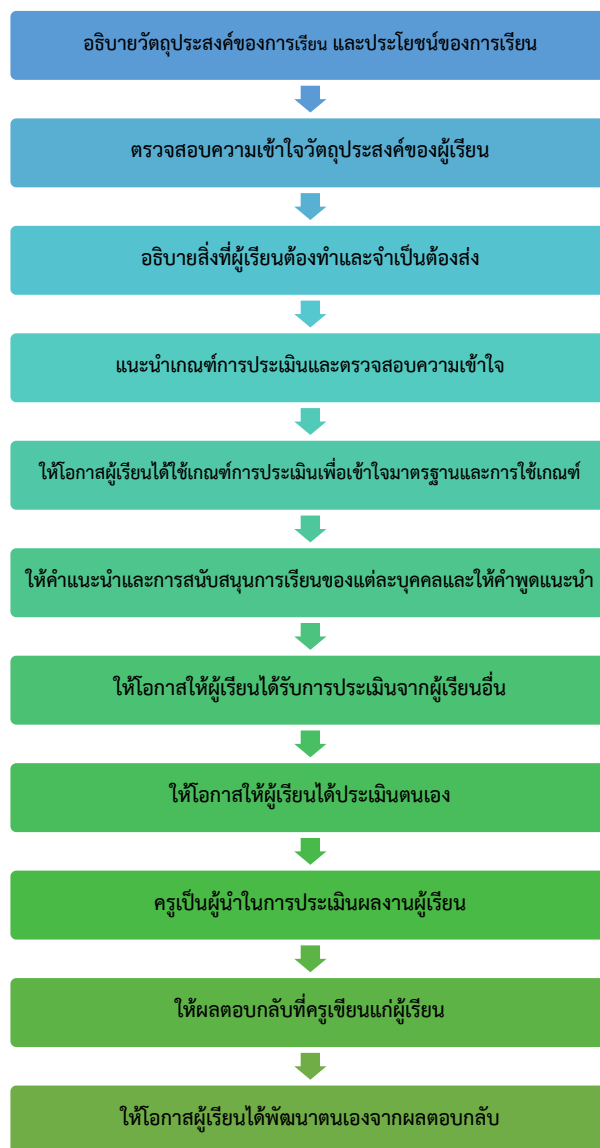 อธิบายวัตถุประสงค์ของการเรียน และประโยชน์ของการเรียน
ตรวจสอบความเข้าใจวัตถุประสงค์ของผู้เรียน
อธิบายสิ่งที่ผู้เรียนต้องทำและจำเป็นต้องส่ง
แนะนำเกณฑ์การประเมินและตรวจสอบความเข้าใจ
ให้โอกาสผู้เรียนได้ใช้เกณฑ์การประเมินเพื่อเข้าใจมาตรฐานและการใช้เกณฑ์
ให้คำแนะนำและการสนับสนุนการเรียนของแต่ละบุคคลและให้คำพูดแนะนำ
ให้โอกาสให้ผู้เรียนได้รับการประเมินจากผู้เรียนอื่น
ให้โอกาสให้ผู้เรียนได้ประเมินตนเอง
ครูเป็นผู้นำในการประเมินผลงานผู้เรียน
ให้ผลตอบกลับที่ครูเขียนแก่ผู้เรียน
ให้โอกาสผู้เรียนได้พัฒนาตนเองจากผลตอบกลับ